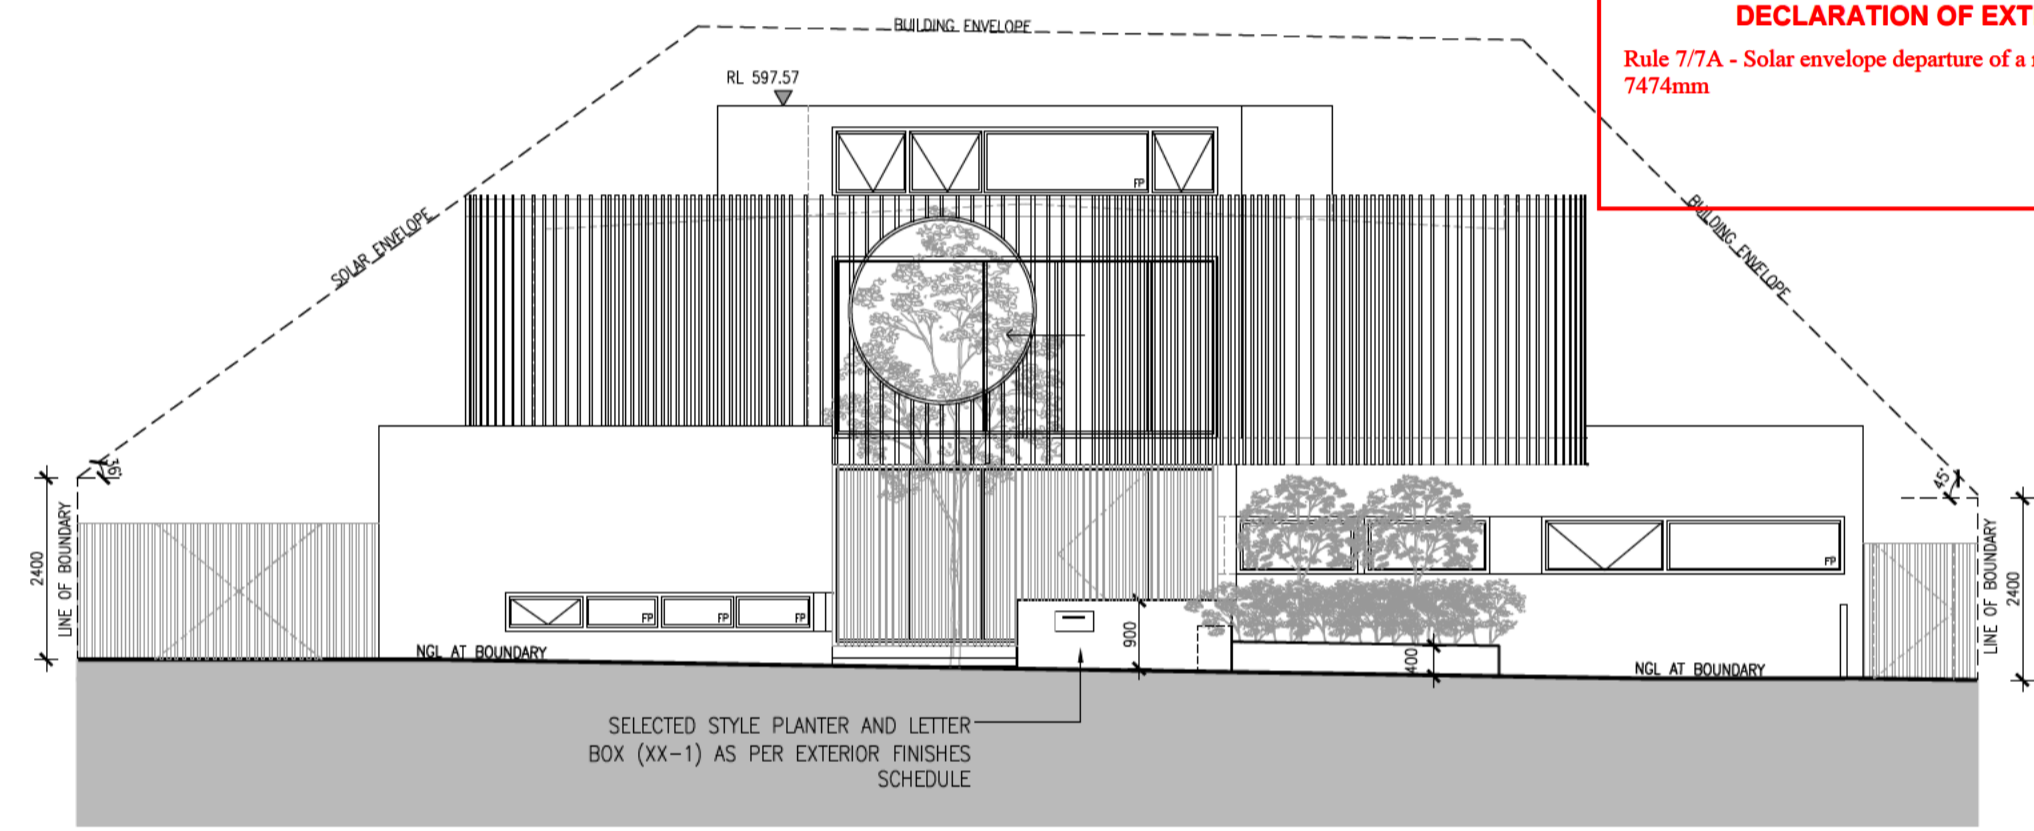 BUILDING ENVELOPE
DECLARATION OF EXT
Rule 7/7A - Solar envelope departure of a
7474mm
RL 597.57
FP
SOLAR ENVELOPE
BUILDING ENVELOPE
36°
45°
2400
LINE OF BOUNDARY
FP
FP
FP
FP
LINE OF BOUNDARY
2400
900
400
NGL AT BOUNDARY
NGL AT BOUNDARY
SELECTED STYLE PLANTER AND LETTER
BOX (XX-1) AS PER EXTERIOR FINISHES
SCHEDULE